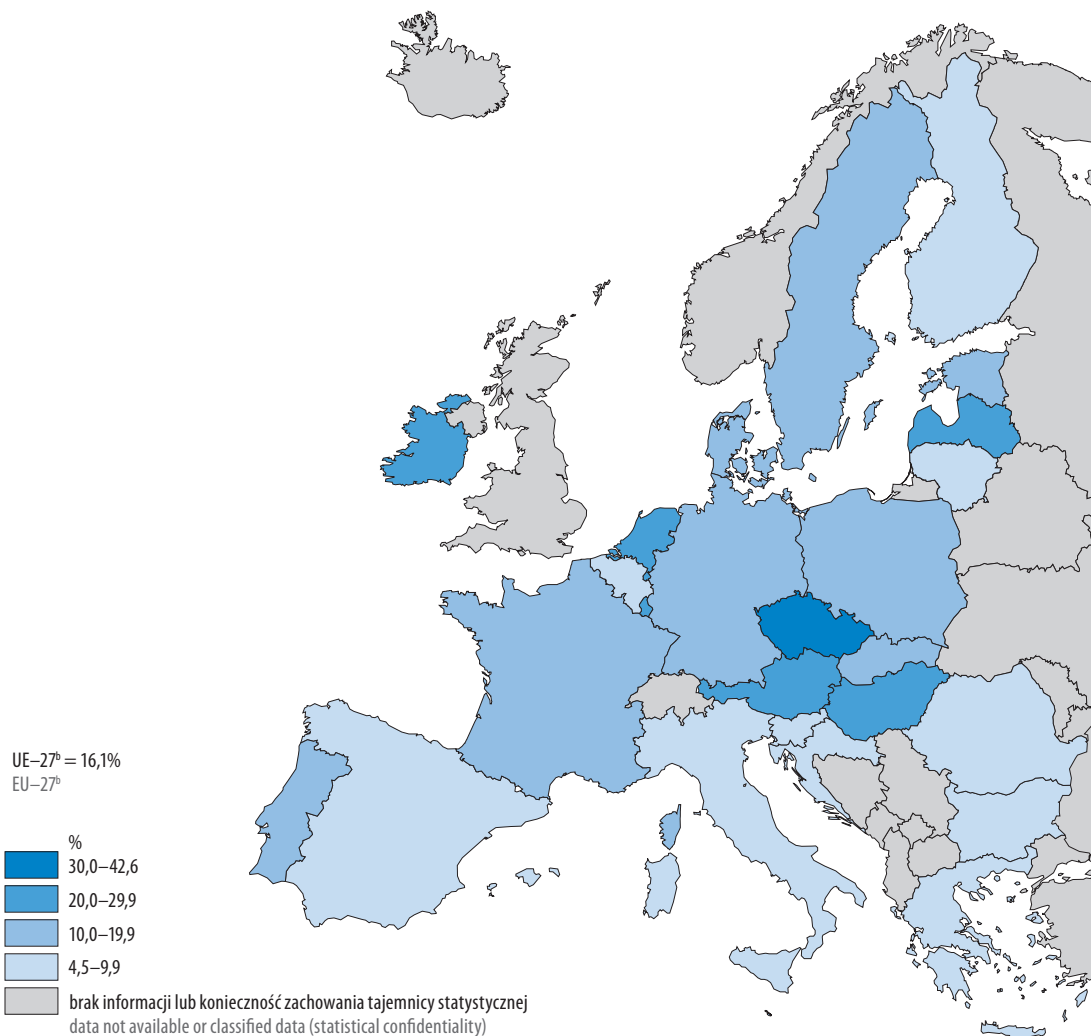 UE–27ᵇ = 16,1%
EU–27ᵇ
%
30,0–42,6
20,0–29,9
10,0–19,9
4,5–9,9
brak informacji lub konieczność zachowania tajemnicy statystycznej
data not available or classified data (statistical confidentiality)